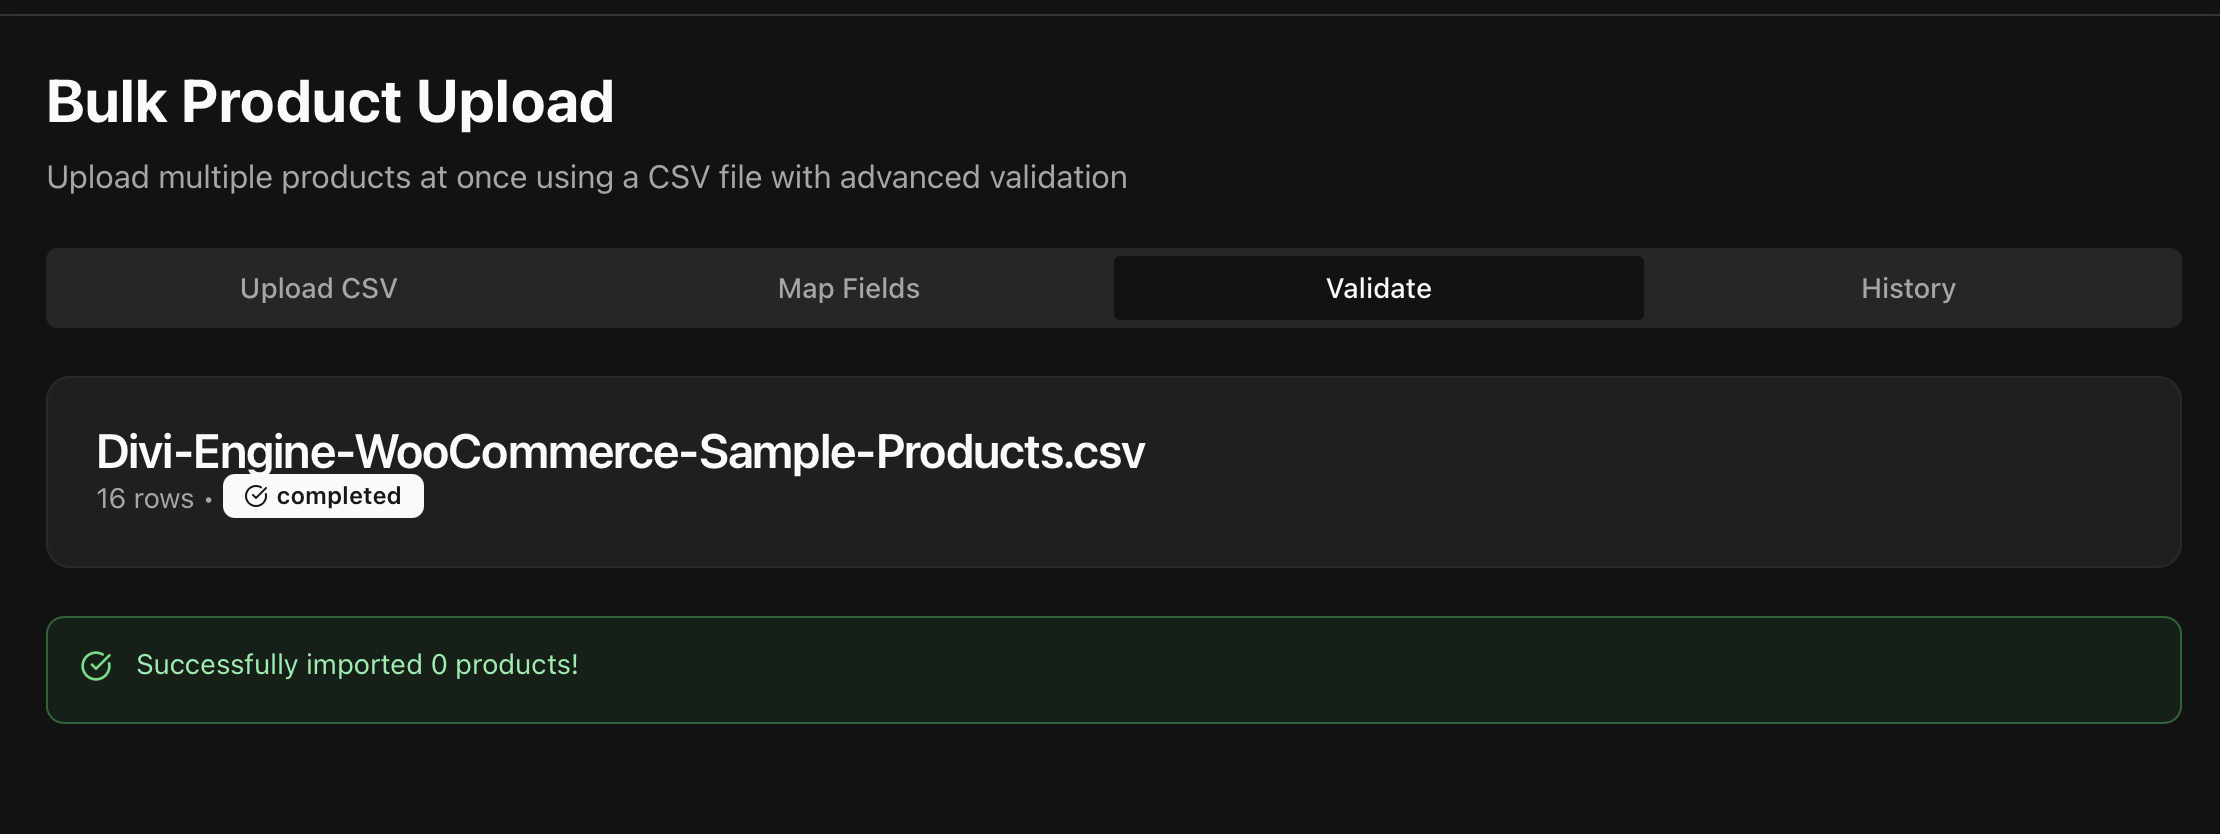 Bulk Product Upload
Upload multiple products at once using a CSV file with advanced validation
Upload CSV
Map Fields
Validate
History
Divi-Engine-WooCommerce-Sample-Products.csv
16 rows • completed
Successfully imported 0 products!